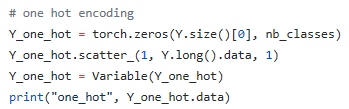 # one hot encoding
Y_one_hot = torch.zeros(Y.size()[0], nb_classes)
Y_one_hot.scatter_(1, Y.long().data, 1)
Y_one_hot = Variable(Y_one_hot)
print("one_hot", Y_one_hot.data)